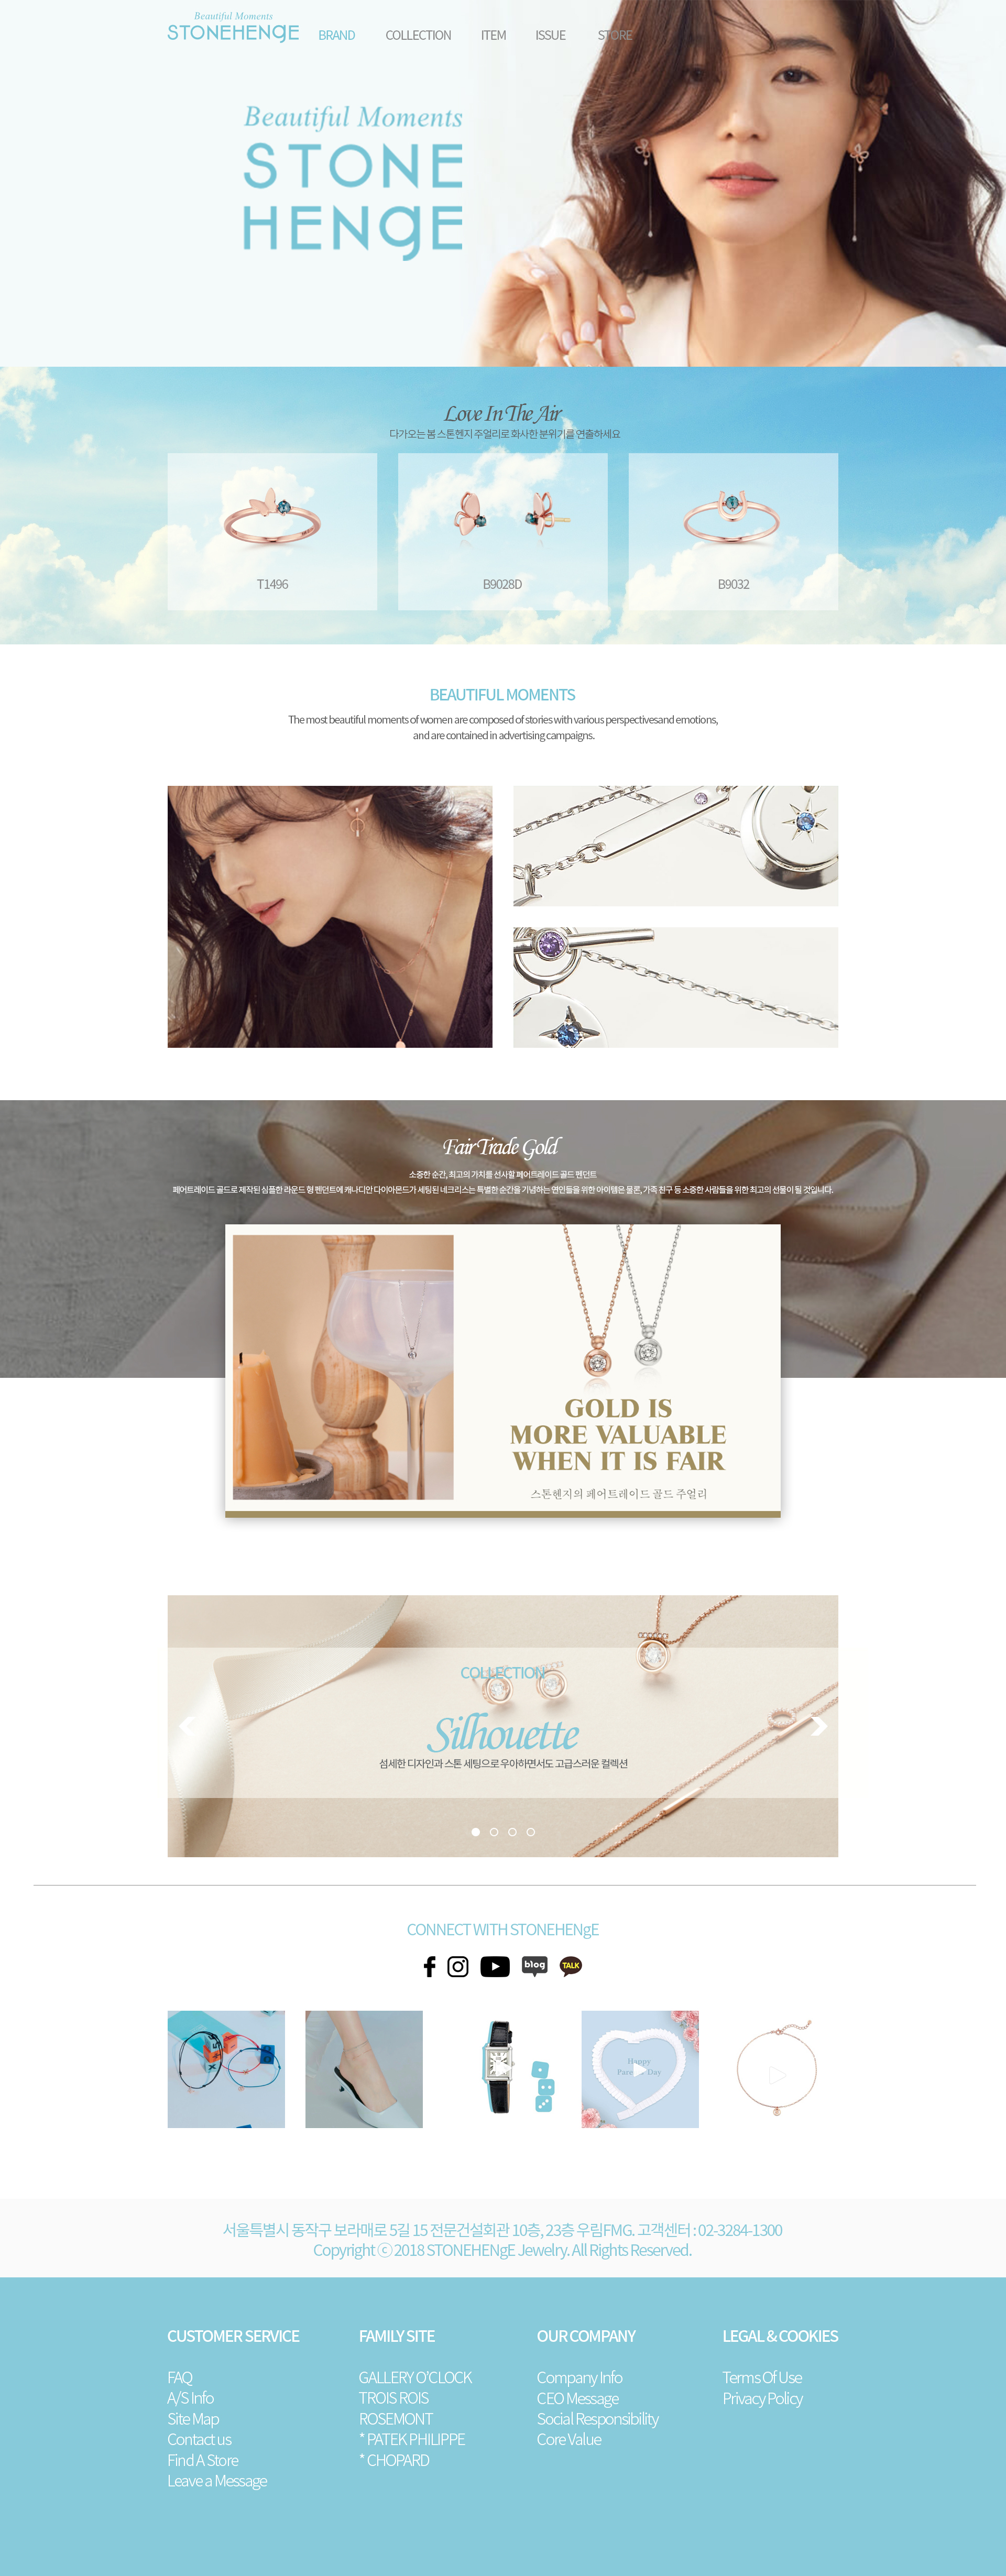 Beautiful Moments
STONEHENgE
BRAND COLLECTION ITEM ISSUE STORE
Beautiful Moments
STONE
HENgE
Love In The Air
다가오는 봄 스톤헨지 주얼리로 화사한 분위기를 연출하세요
T1496 B9028D B9032
BEAUTIFUL MOMENTS
The most beautiful moments of women are composed of stories with various perspectivesand emotions,
and are contained in advertising campaigns.
Fair Trade Gold
소중한 순간, 최고의 가치를 선사할 페어트레이드 골드 펜던트
페어트레이드 골드로 제작된 심플한 라운드 형 펜던트에 캐나디안 다이아몬드가 세팅된 네크리스는 특별한 순간을 기념하는 연인들을 위한 아이템은 물론, 가족 친구 등 소중한 사람들을 위한 최고의 선물이 될 것입니다.
GOLD IS
MORE VALUABLE
WHEN IT IS FAIR
스톤헨지의 페어트레이드 골드 주얼리
COLLECTION
Silhouette
섬세한 디자인과 스톤 세팅으로 우아하면서도 고급스러운 컬렉션
CONNECT WITH STONEHENgE
blog
TALK
Happy
Parents Day
서울특별시 동작구 보라매로 5길 15 전문건설회관 10층, 23층 우림FMG. 고객센터 : 02-3284-1300
Copyright ⓒ 2018 STONEHENgE Jewelry. All Rights Reserved.
CUSTOMER SERVICE
FAQ
A/S Info
Site Map
Contact us
Find A Store
Leave a Message
FAMILY SITE
GALLERY O'CLOCK
TROIS ROIS
ROSEMONT
* PATEK PHILIPPE
* CHOPARD
OUR COMPANY
Company Info
CEO Message
Social Responsibility
Core Value
LEGAL & COOKIES
Terms Of Use
Privacy Policy